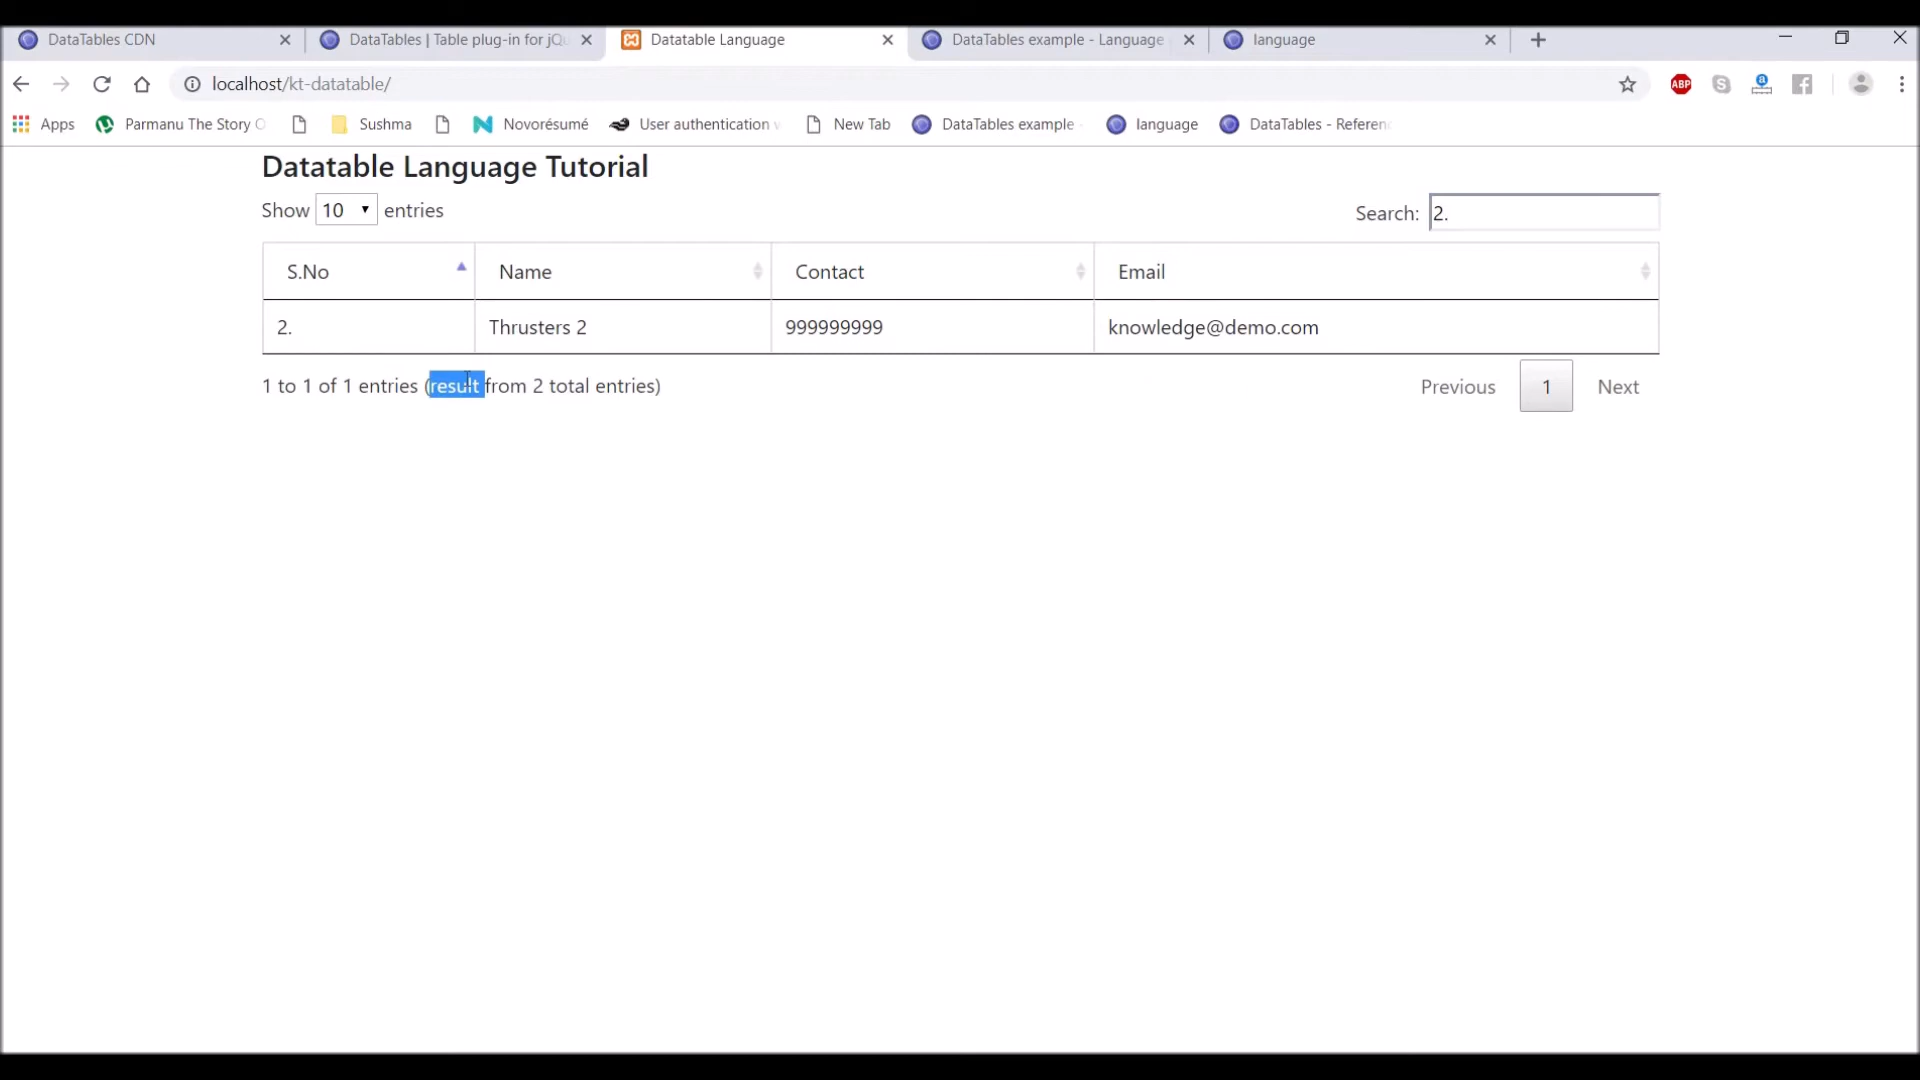 DataTables CDN
DataTables | Table plug-in for jQu
Datatable Language
DataTables example - Language
language
localhost/kt-datatable/
ABP
Apps
Parmanu The Story O
Sushma
Novorésumé
User authentication
New Tab
DataTables example
language
DataTables - Referenc
Datatable Language Tutorial
Show 10 entries
Search: 2.
S.No Name Contact Email
2. Thrusters 2 999999999 knowledge@demo.com
1 to 1 of 1 entries (result from 2 total entries)
Previous 1 Next